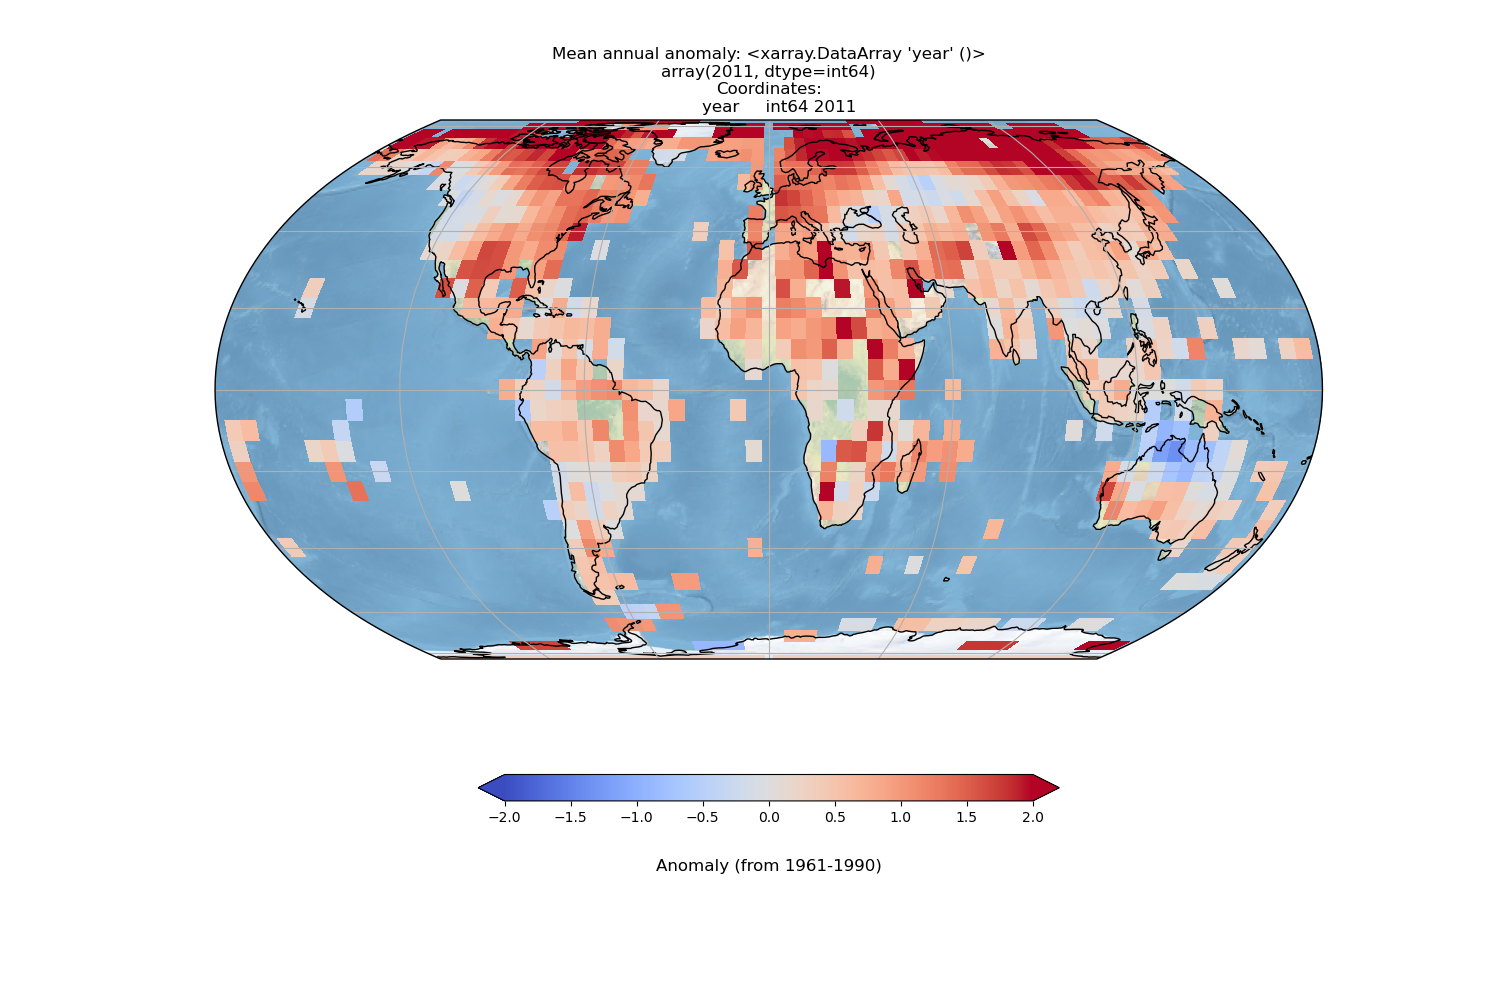 Mean annual anomaly: <xarray.DataArray 'year' ()>
array(2011, dtype=int64)
Coordinates:
year     int64 2011
−2.0 −1.5 −1.0 −0.5 0.0 0.5 1.0 1.5 2.0
Anomaly (from 1961-1990)